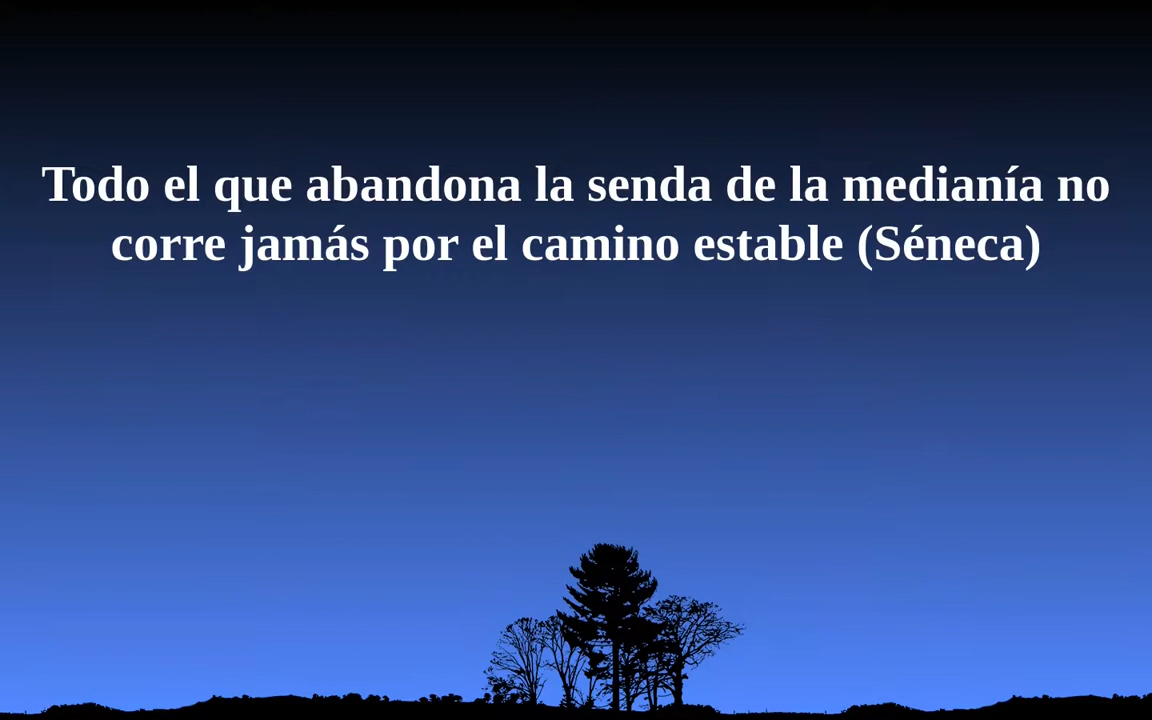 Todo el que abandona la senda de la medianía no
corre jamás por el camino estable (Séneca)